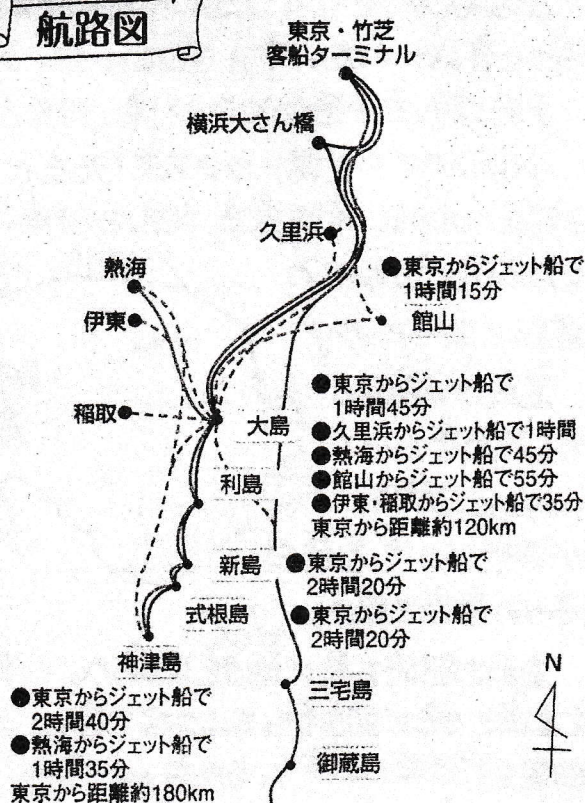 航路図
東京・竹芝
客船ターミナル
横浜大さん橋
久里浜
●東京からジェット船で
1時間15分
館山
熱海
伊東
稲取
大島
●東京からジェット船で
1時間45分
●久里浜からジェット船で1時間
●熱海からジェット船で45分
●館山からジェット船で55分
●伊東・稲取からジェット船で35分
東京から距離約120km
利島
新島
●東京からジェット船で
2時間20分
式根島
●東京からジェット船で
2時間20分
神津島
●東京からジェット船で
2時間40分
●熱海からジェット船で
1時間35分
東京から距離約180km
三宅島
御蔵島
N